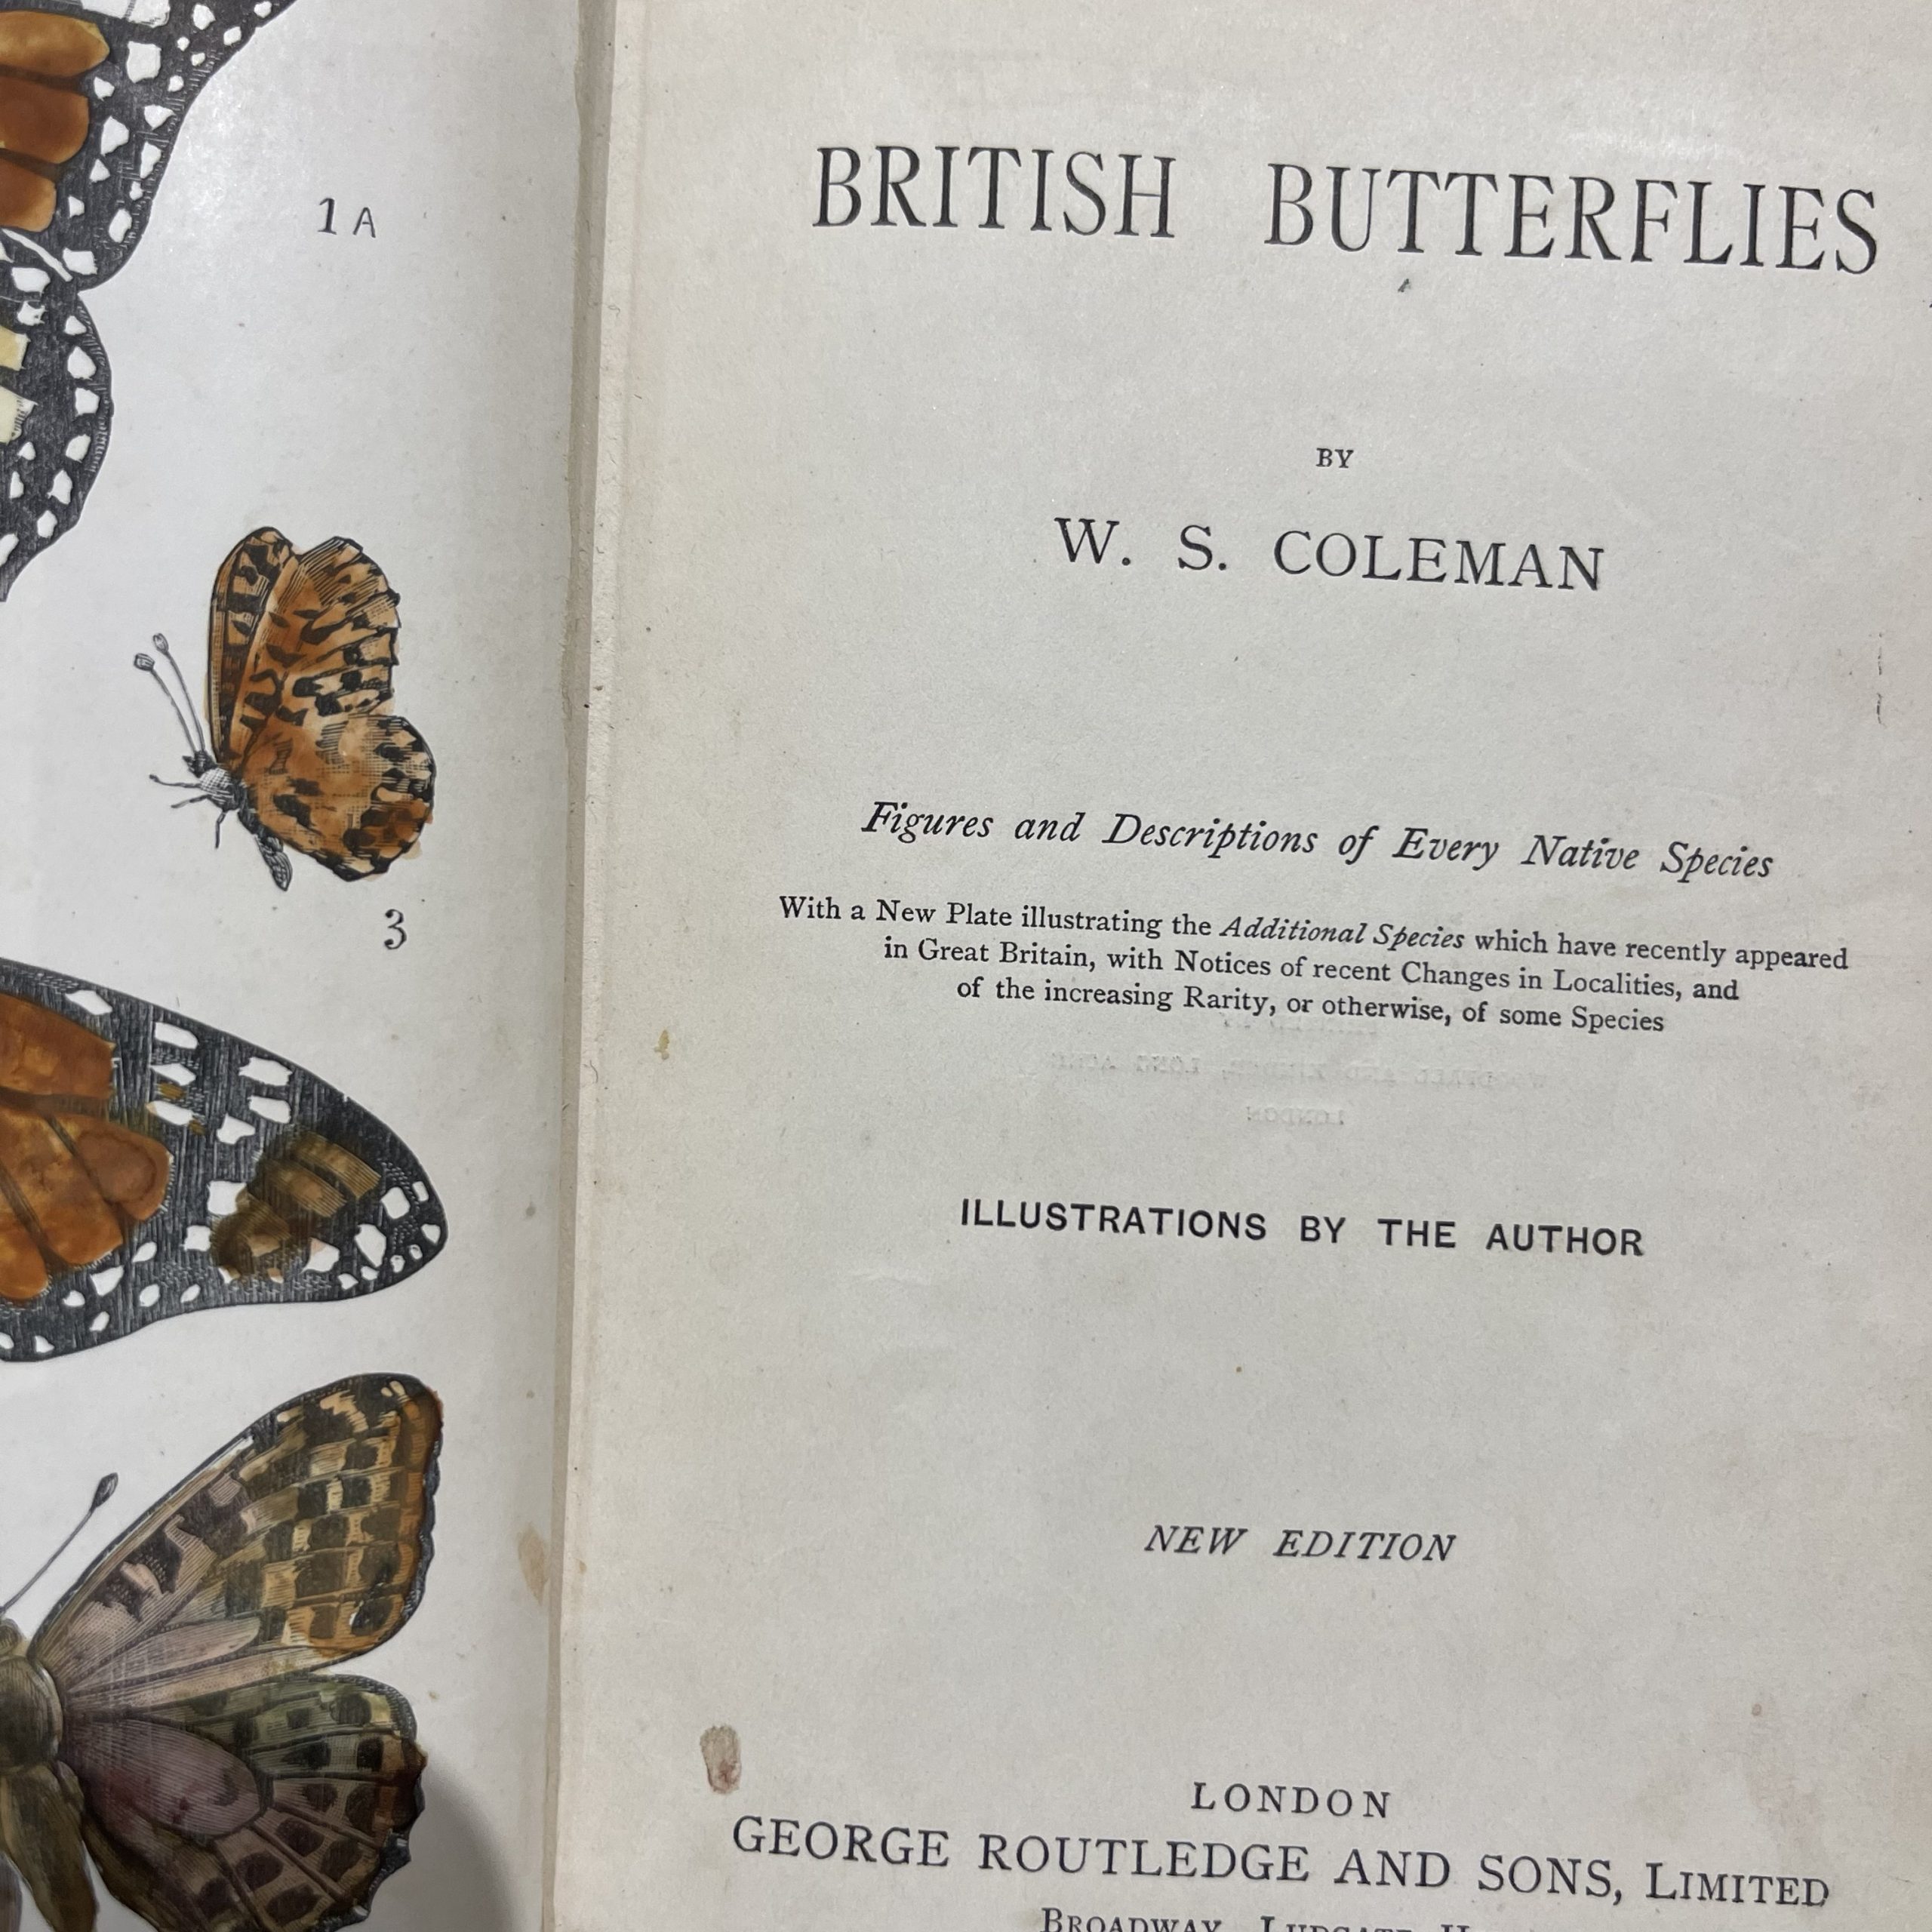 1A
3
BRITISH BUTTERFLIES
BY
W. S. COLEMAN
Figures and Descriptions of Every Native Species
With a New Plate illustrating the Additional Species which have recently appeared
in Great Britain, with Notices of recent Changes in Localities, and
of the increasing Rarity, or otherwise, of some Species
ILLUSTRATIONS BY THE AUTHOR
NEW EDITION
LONDON
GEORGE ROUTLEDGE AND SONS, LIMITED
BROADWAY,